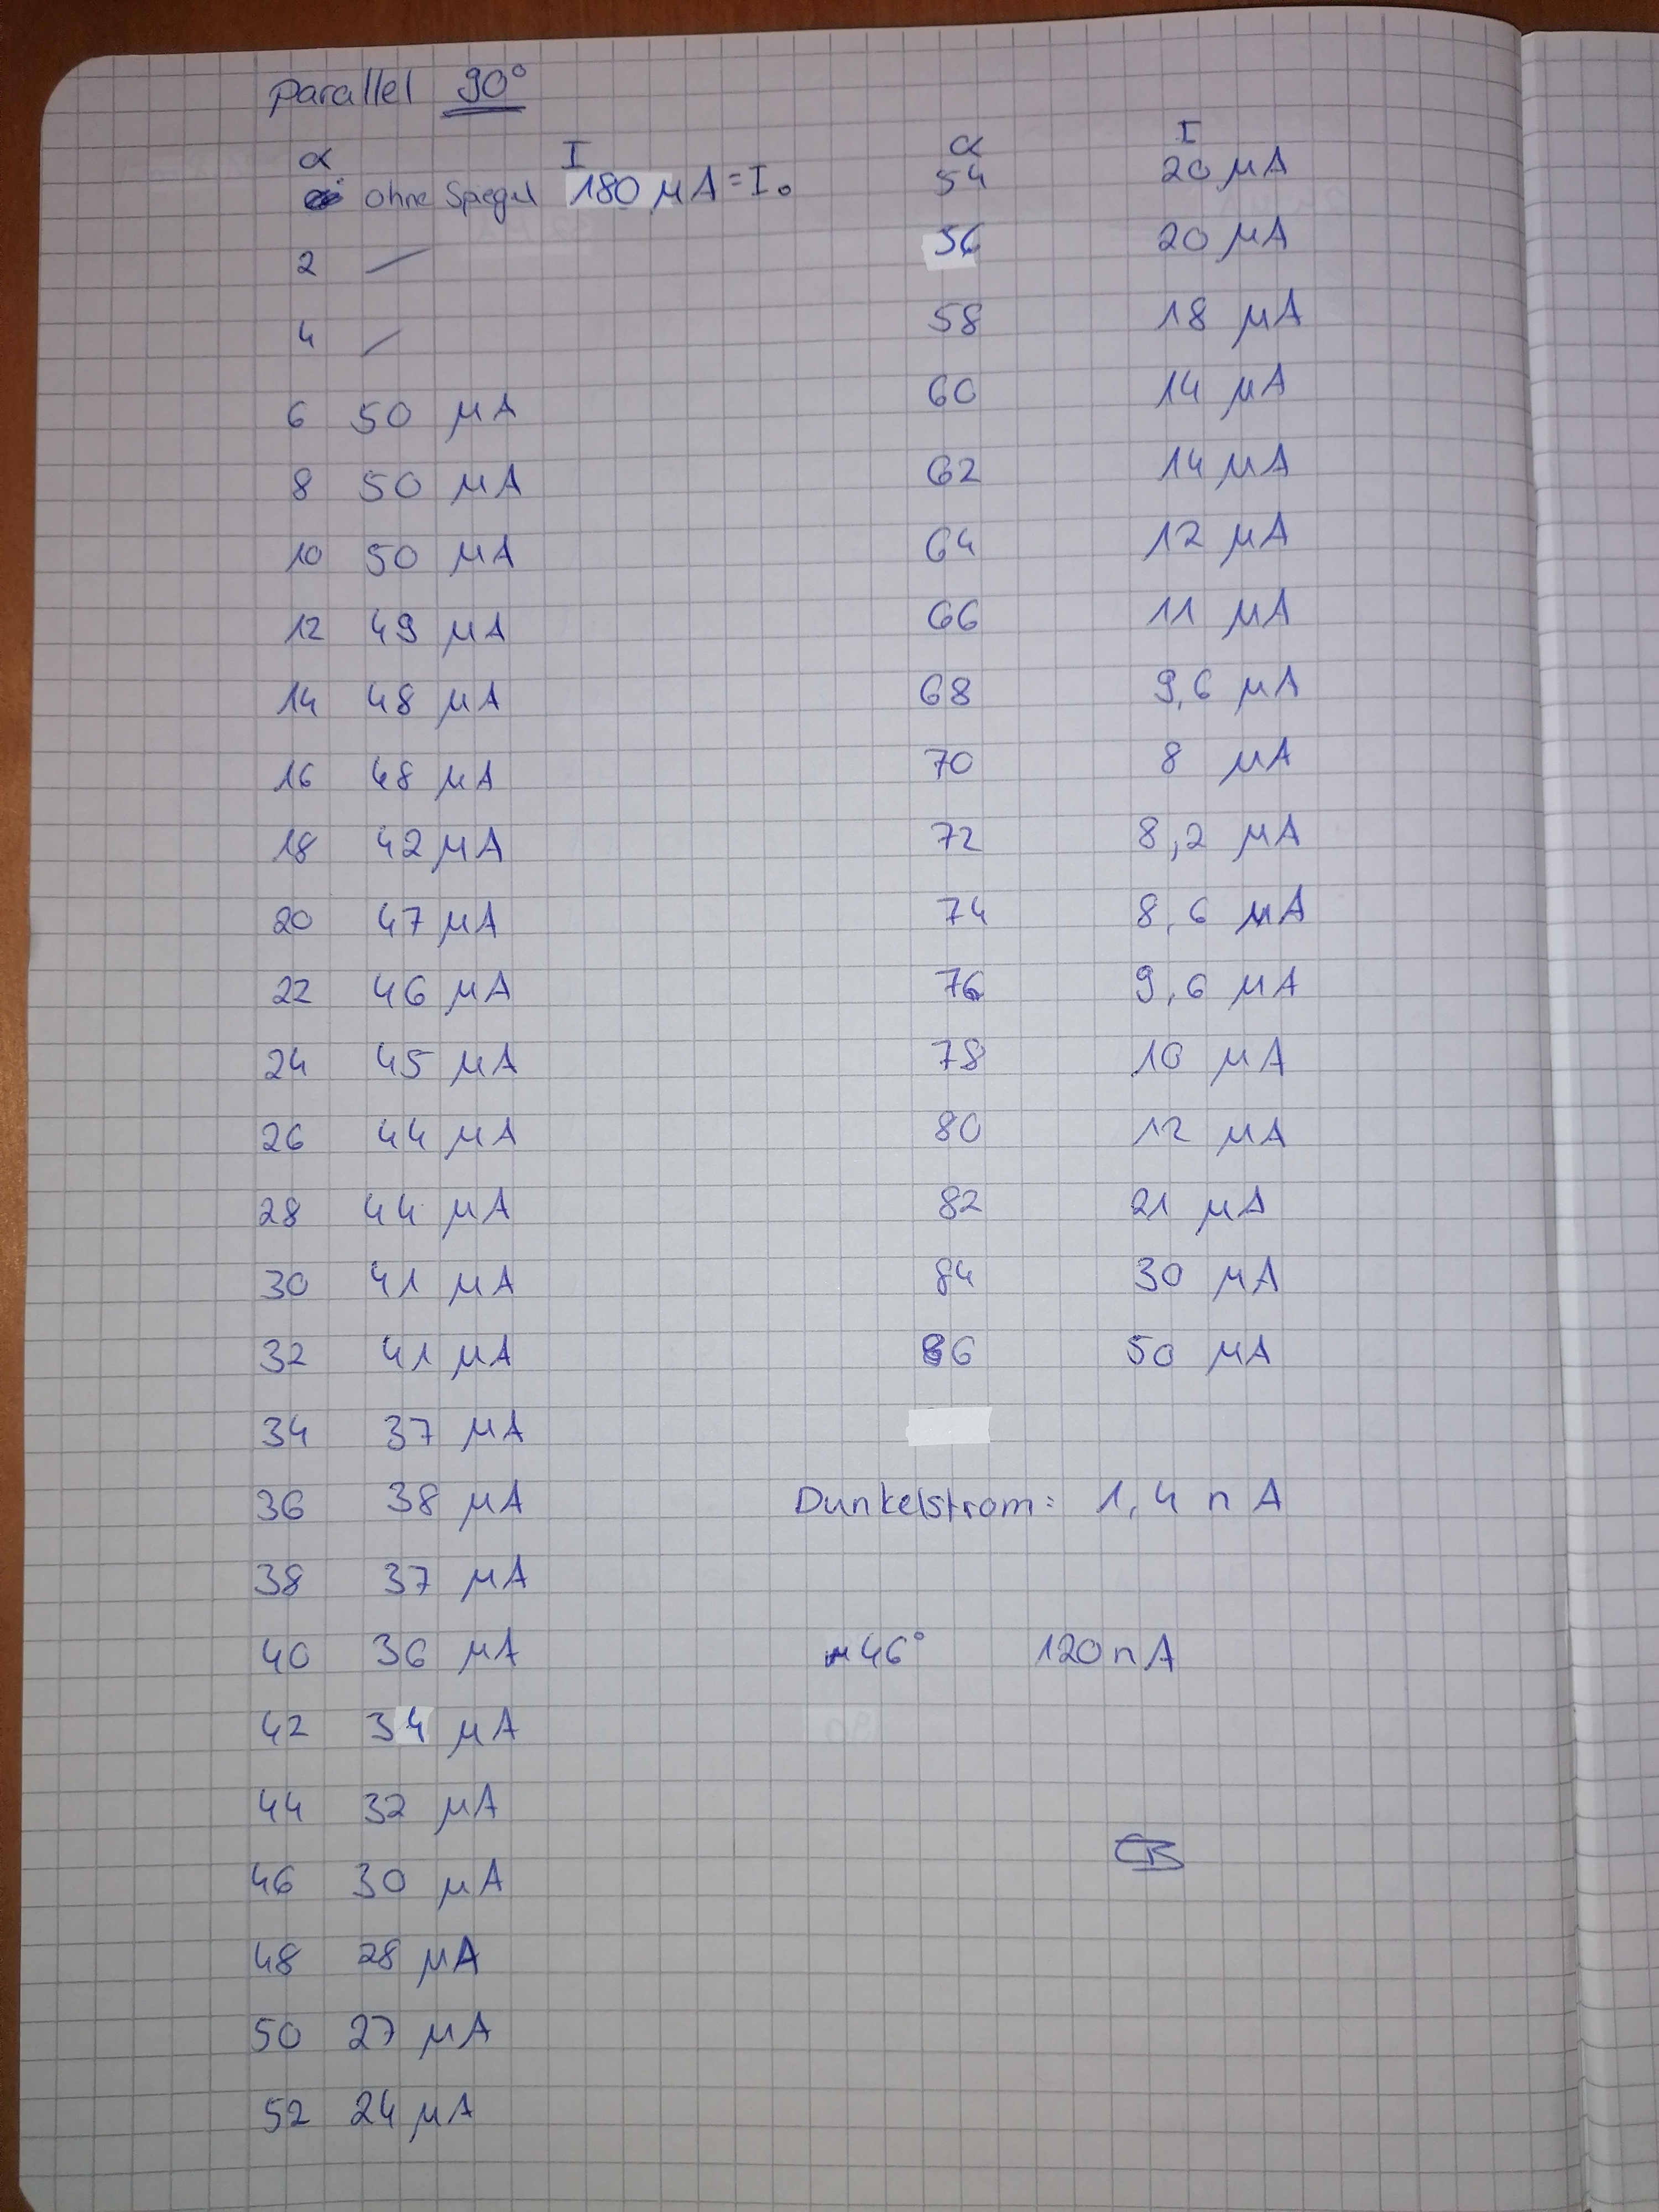 parallel 90°
α I
ohne Spiegel 180 µA = I₀
2 —
4 —
6 50 µA
8 50 µA
10 50 µA
12 49 µA
14 48 µA
16 48 µA
18 42 µA
20 47 µA
22 46 µA
24 45 µA
26 44 µA
28 44 µA
30 41 µA
32 41 µA
34 37 µA
36 38 µA
38 37 µA
40 36 µA
42 34 µA
44 32 µA
46 30 µA
48 28 µA
50 27 µA
52 24 µA
α I
54 20 µA
56 20 µA
58 18 µA
60 14 µA
62 14 µA
64 12 µA
66 11 µA
68 9,6 µA
70 8 µA
72 8,2 µA
74 8,6 µA
76 9,6 µA
78 10 µA
80 12 µA
82 21 µA
84 30 µA
86 50 µA
Dunkelstrom: 1,4 n A
46° 120 nA